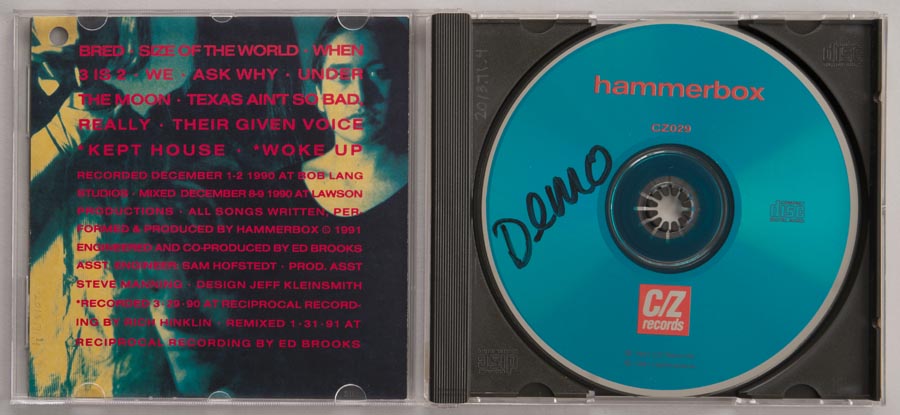 BRED · SIZE OF THE WORLD · WHEN
3 IS 2 · WE · ASK WHY · UNDER
THE MOON · TEXAS AIN'T SO BAD,
REALLY · THEIR GIVEN VOICE
*KEPT HOUSE · *WOKE UP
RECORDED DECEMBER 1-2 1990 AT BOB LANG
STUDIOS · MIXED DECEMBER 8-9 1990 AT LAWSON
PRODUCTIONS · ALL SONGS WRITTEN, PER-
FORMED & PRODUCED BY HAMMERBOX © 1991
ENGINEERED AND CO-PRODUCED BY ED BROOKS
ASST. ENGINEER: SAM HOFSTEDT · PROD. ASST
STEVE MANNING · DESIGN JEFF KLEINSMITH
*RECORDED 3-29-90 AT RECIPROCAL RECORD-
ING BY RICH HINKLIN · REMIXED 1-31-91 AT
RECIPROCAL RECORDING BY ED BROOKS
hammerbox
CZ029
Demo
disc
C/Z
records